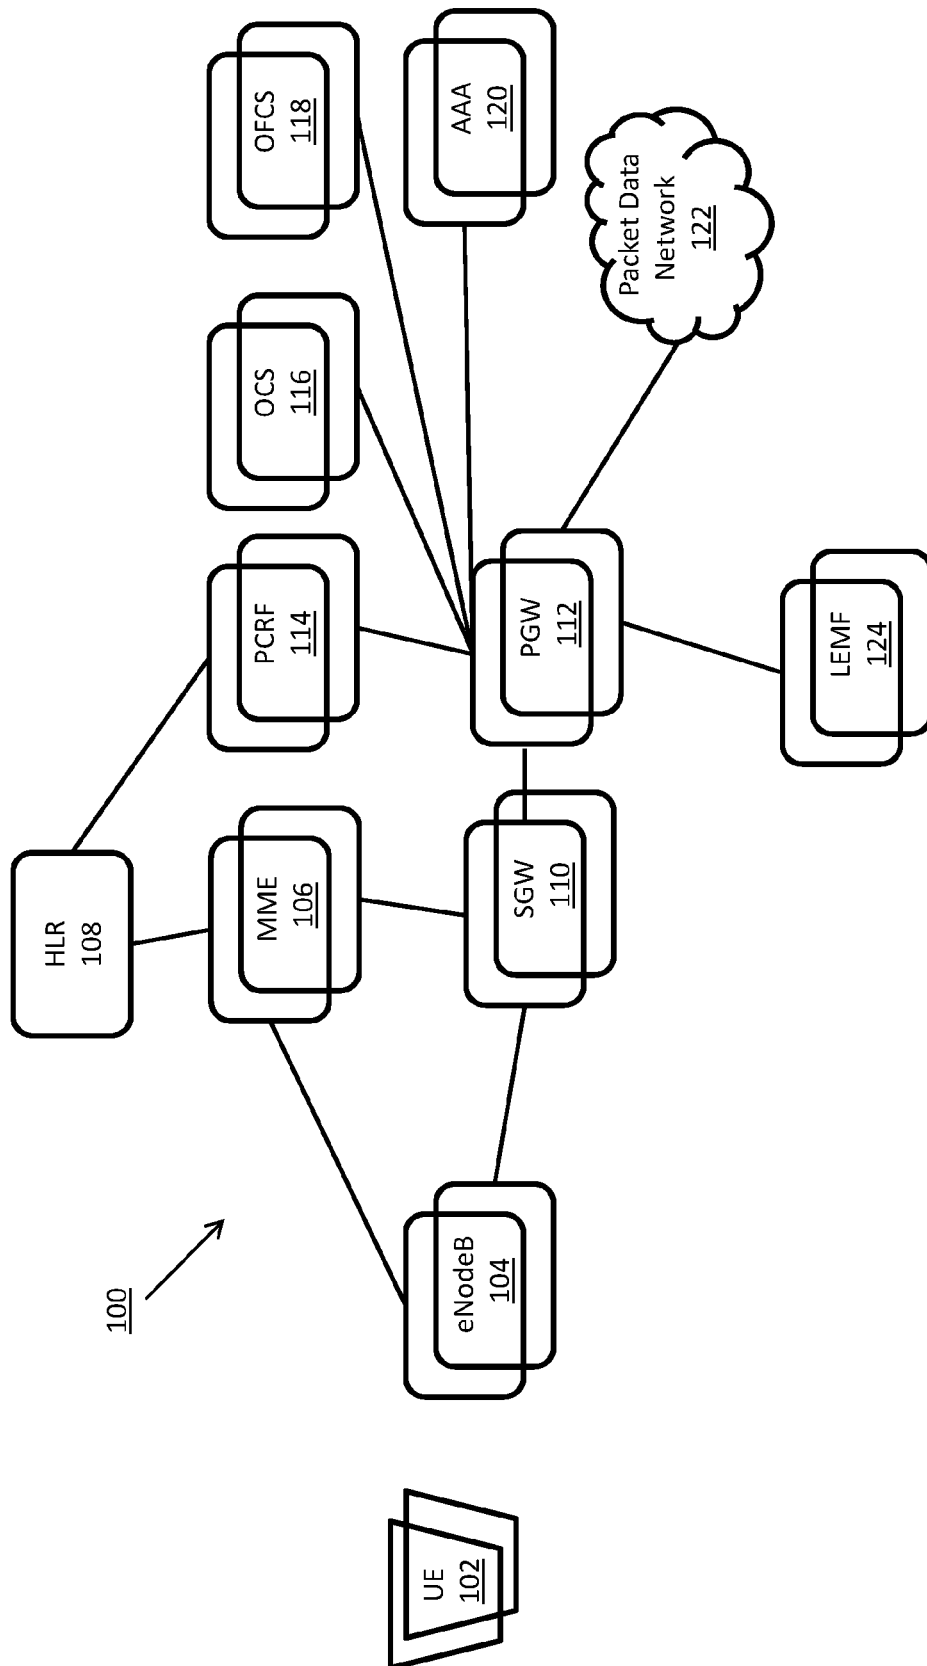 100
UE
102
eNodeB
104
HLR
108
MME
106
SGW
110
PCRF
114
PGW
112
LEMF
124
OCS
116
OFCS
118
AAA
120
Packet Data
Network
122